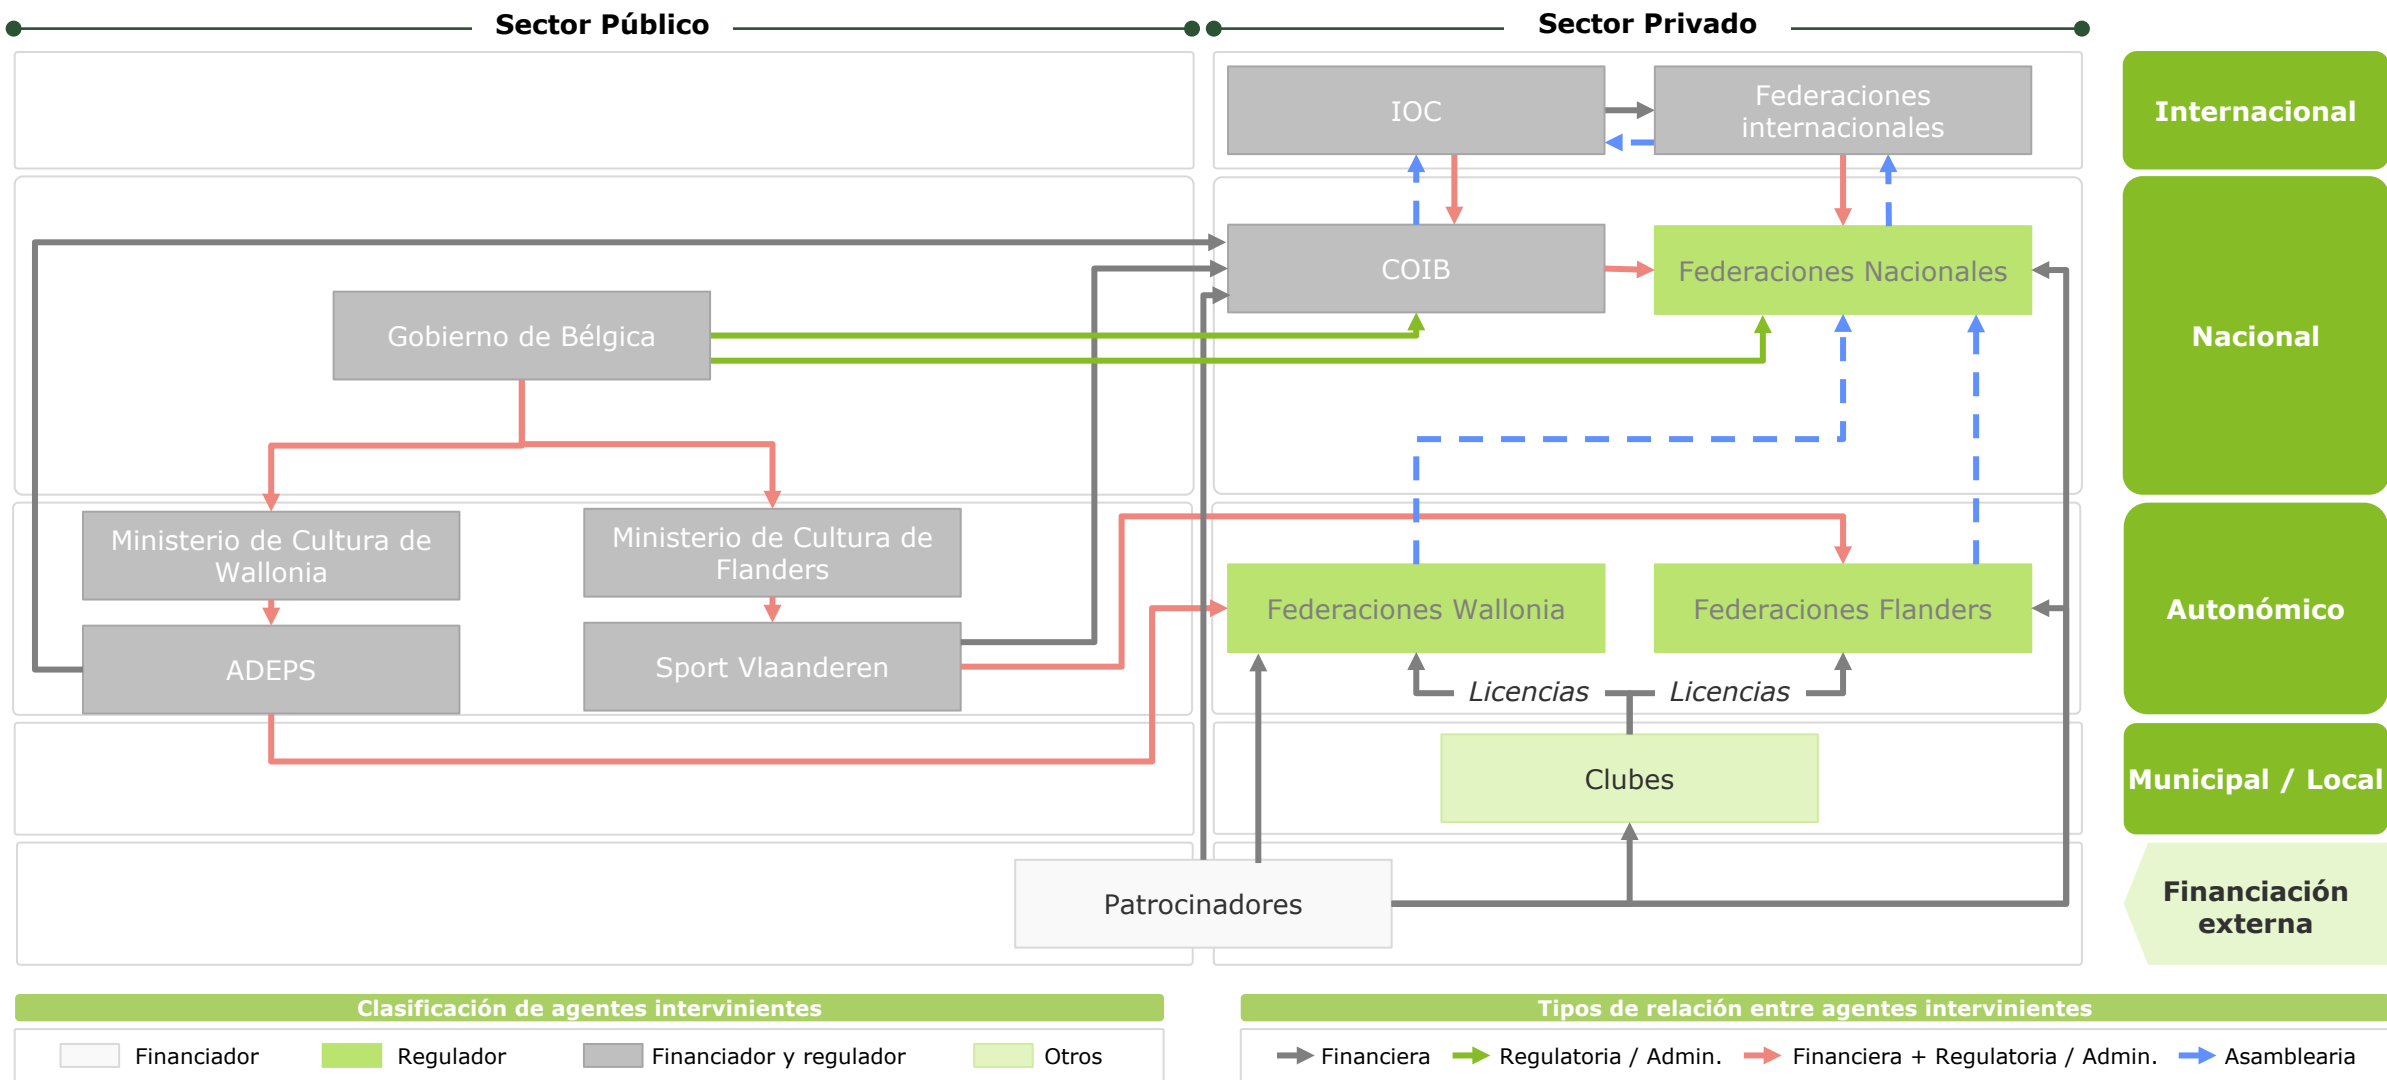 Sector Público
Sector Privado
IOC
Federaciones
internacionales
Internacional
COIB
Federaciones Nacionales
Gobierno de Bélgica
Nacional
Ministerio de Cultura de
Wallonia
Ministerio de Cultura de
Flanders
Federaciones Wallonia
Federaciones Flanders
Autonómico
ADEPS
Sport Vlaanderen
Licencias
Licencias
Clubes
Municipal / Local
Patrocinadores
Financiación
externa
Clasificación de agentes intervinientes
Tipos de relación entre agentes intervinientes
Financiador
Regulador
Financiador y regulador
Otros
Financiera
Regulatoria / Admin.
Financiera + Regulatoria / Admin.
Asamblearia